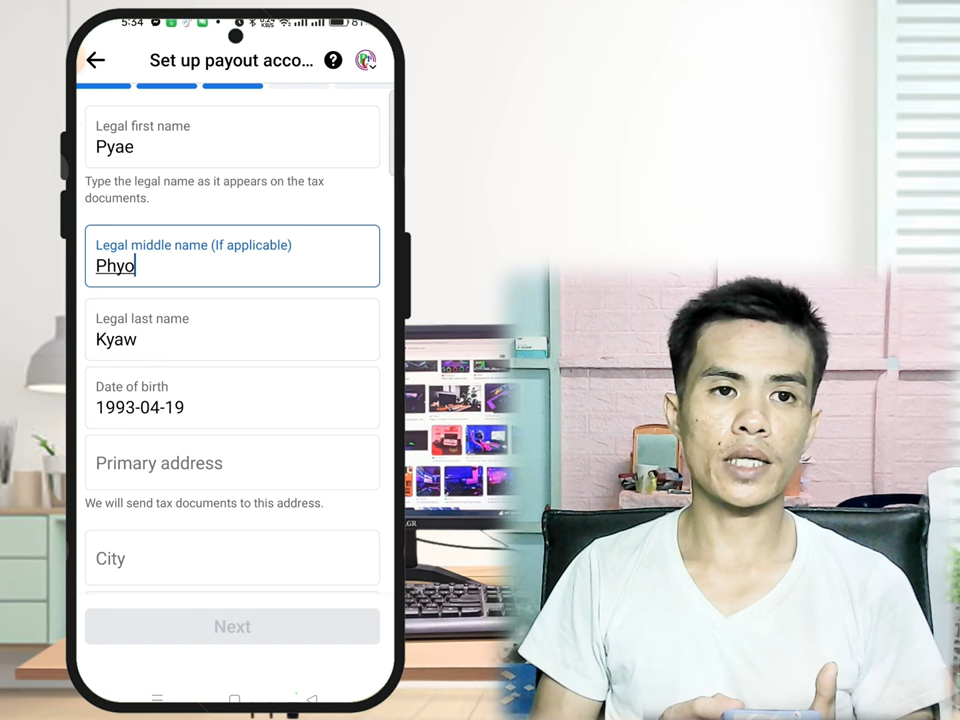 5:34
Set up payout acco...
Legal first name
Pyae
Type the legal name as it appears on the tax
documents.
Legal middle name (If applicable)
Phyo
Legal last name
Kyaw
Date of birth
1993-04-19
Primary address
We will send tax documents to this address.
City
Next